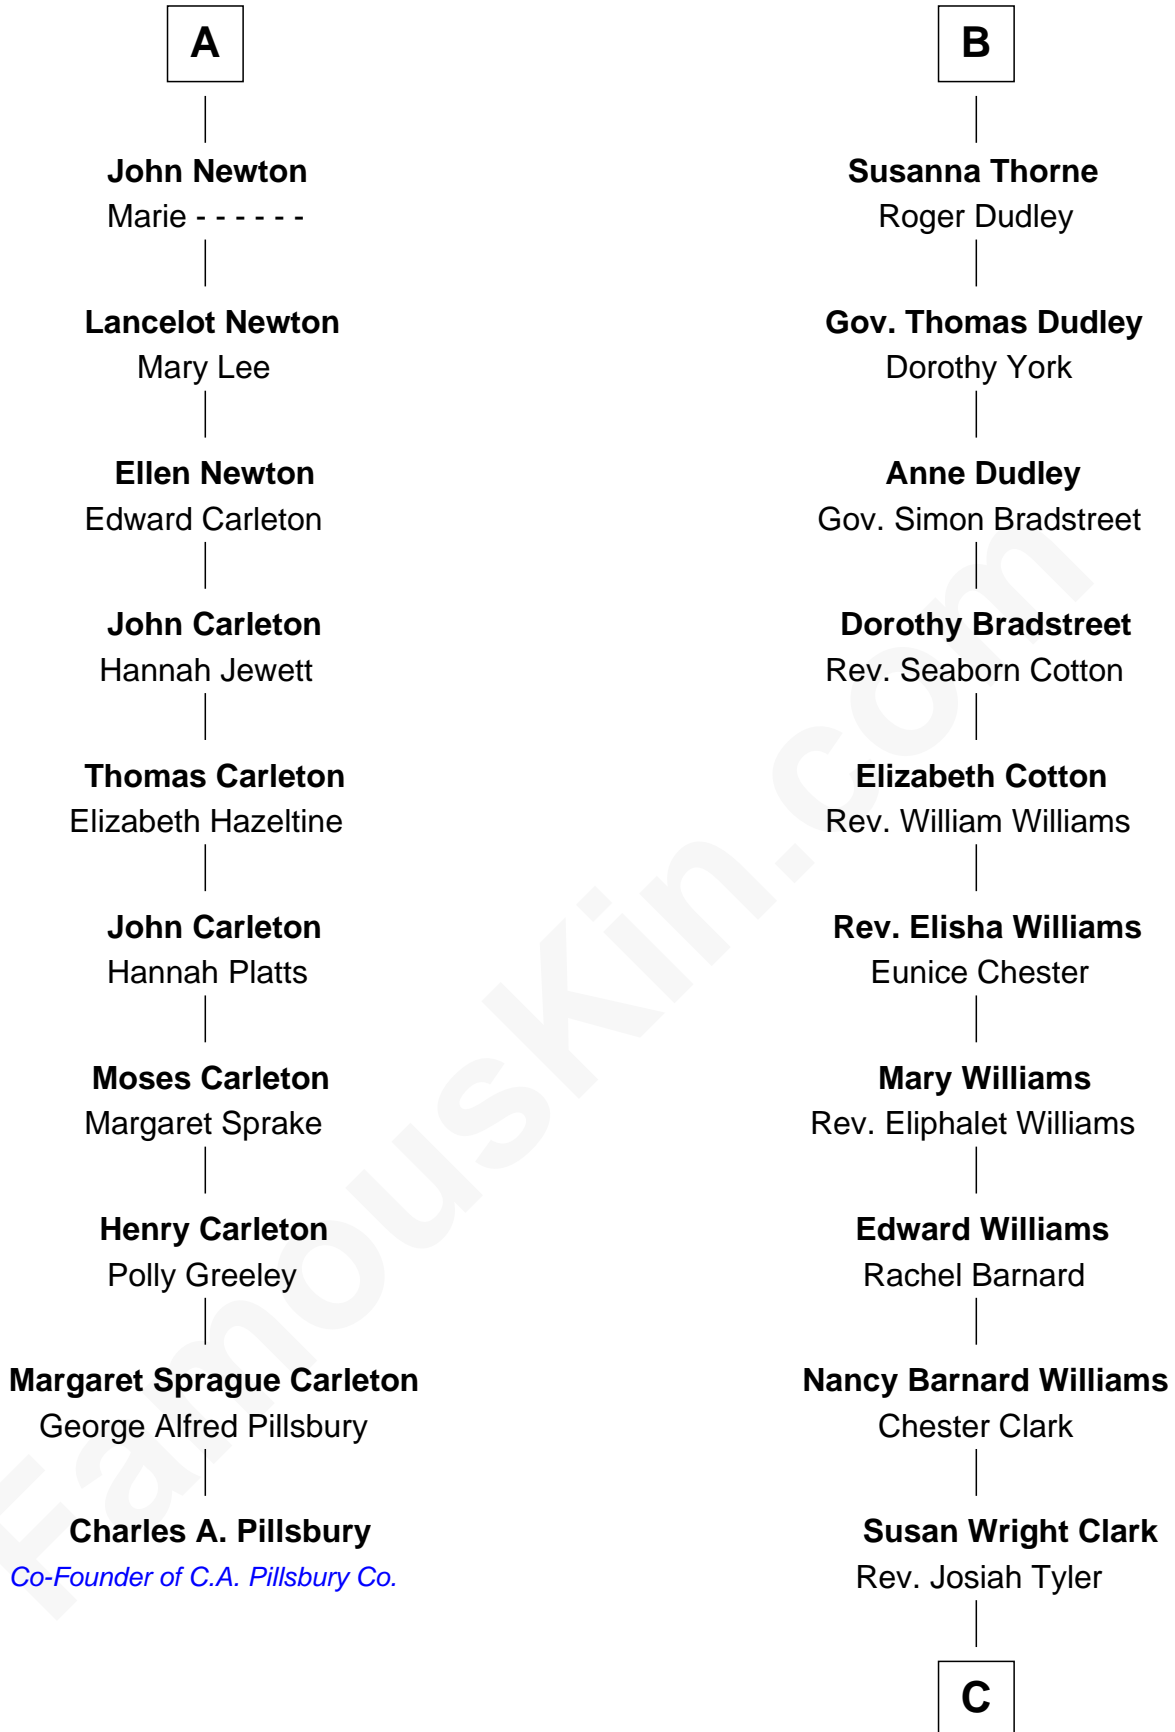 A
John Newton
Marie - - - - - -
Lancelot Newton
Mary Lee
Ellen Newton
Edward Carleton
John Carleton
Hannah Jewett
Thomas Carleton
Elizabeth Hazeltine
John Carleton
Hannah Platts
Moses Carleton
Margaret Sprake
Henry Carleton
Polly Greeley
Margaret Sprague Carleton
George Alfred Pillsbury
Charles A. Pillsbury
Co-Founder of C.A. Pillsbury Co.
B
Susanna Thorne
Roger Dudley
Gov. Thomas Dudley
Dorothy York
Anne Dudley
Gov. Simon Bradstreet
Dorothy Bradstreet
Rev. Seaborn Cotton
Elizabeth Cotton
Rev. William Williams
Rev. Elisha Williams
Eunice Chester
Mary Williams
Rev. Eliphalet Williams
Edward Williams
Rachel Barnard
Nancy Barnard Williams
Chester Clark
Susan Wright Clark
Rev. Josiah Tyler
C
FamousKin.com